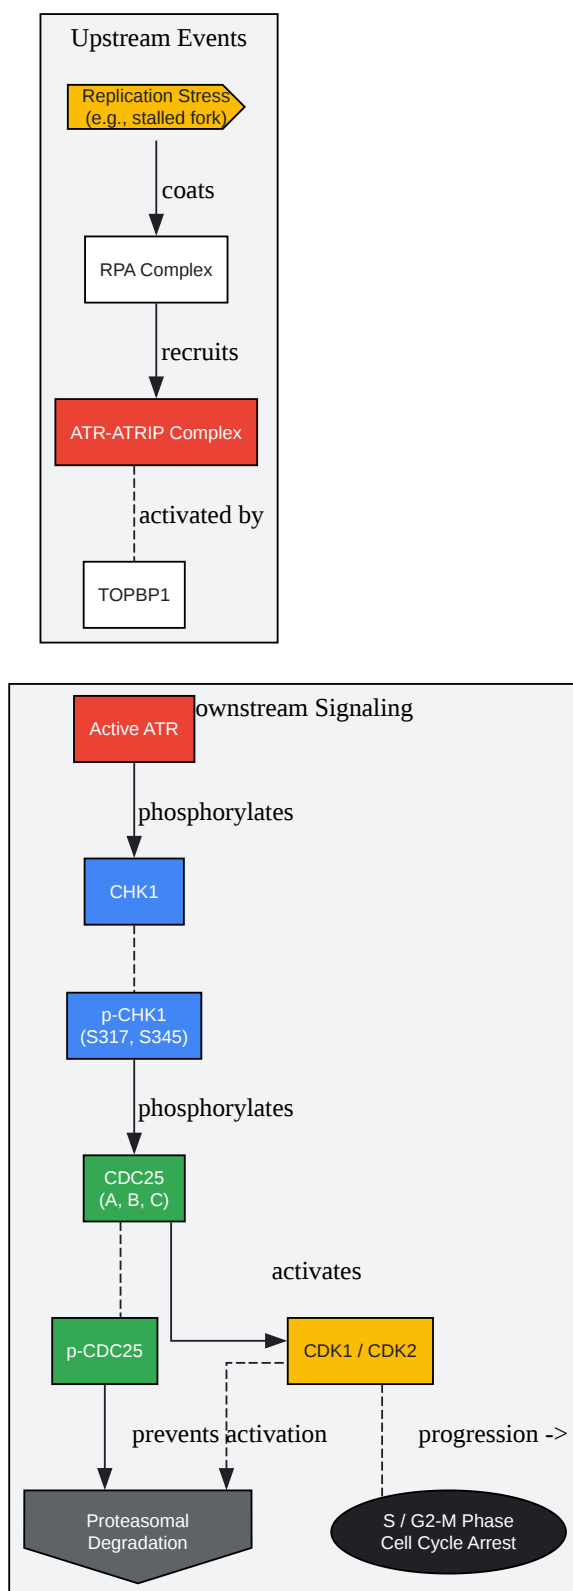 Upstream Events
Replication Stress
(e.g., stalled fork)
coats
RPA Complex
recruits
ATR-ATRIP Complex
activated by
TOPBP1
ownstream Signaling
Active ATR
phosphorylates
CHK1
p-CHK1
(S317, S345)
phosphorylates
CDC25
(A, B, C)
activates
p-CDC25
CDK1 / CDK2
prevents activation
progression ->
Proteasomal
Degradation
S / G2-M Phase
Cell Cycle Arrest